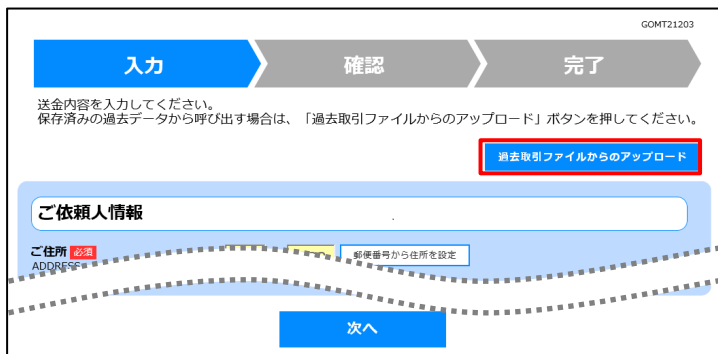 GOMT21203
入力
確認
完了
送金内容を入力してください。
保存済みの過去データから呼び出す場合は、「過去取引ファイルからのアップロード」ボタンを押してください。
過去取引ファイルからのアップロード
ご依頼人情報
ご住所 必須
郵便番号から住所を設定
ADDRESS
次へ